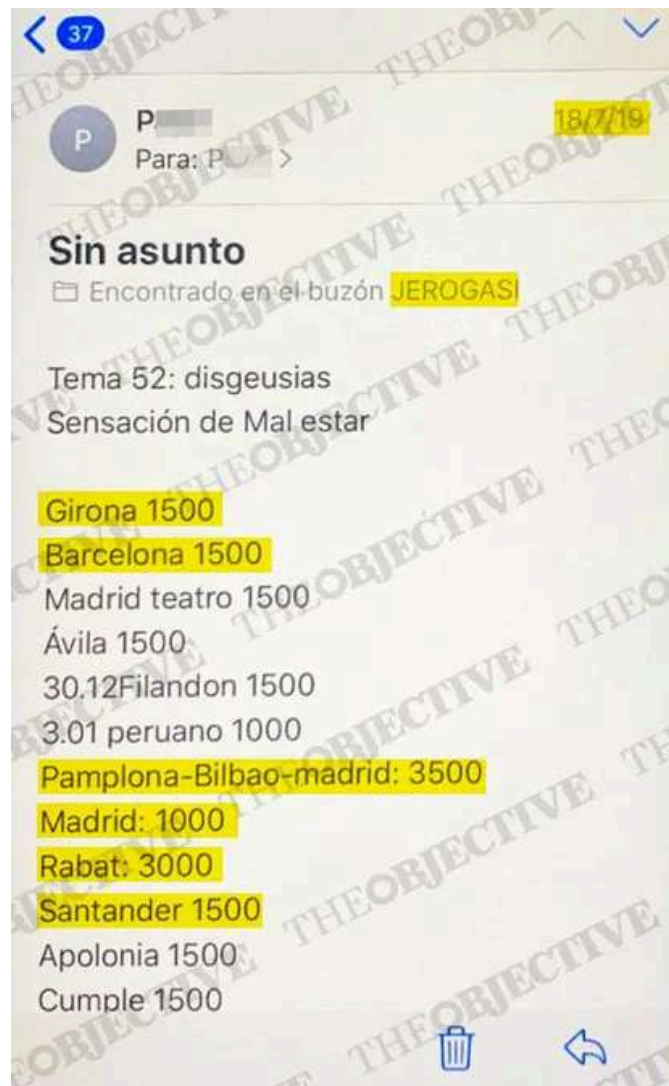 37
P
18/7/19
P
Para: P
Sin asunto
Encontrado en el buzón JEROGASI
Tema 52: disgeusias
Sensación de Mal estar
Girona 1500
Barcelona 1500
Madrid teatro 1500
Ávila 1500
30.12Filandon 1500
3.01 peruano 1000
Pamplona-Bilbao-madrid: 3500
Madrid: 1000
Rabat: 3000
Santander 1500
Apolonia 1500
Cumple 1500
THEOBJECTIVE